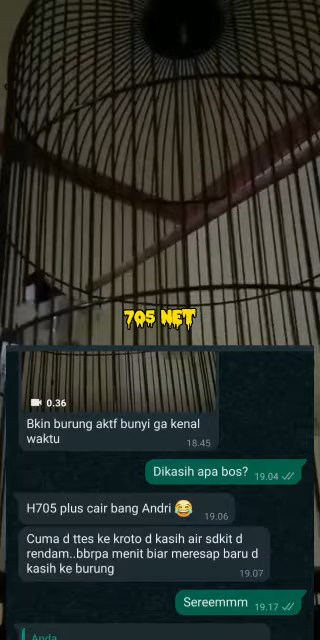 705 NET
0.36
Bkin burung aktf bunyi ga kenal
waktu
18.45
Dikasih apa bos?
19.04
H705 plus cair bang Andri 😂
19.06
Cuma d ttes ke kroto d kasih air sdkit d
rendam..bbrpa menit biar meresap baru d
kasih ke burung
19.07
Sereemmm
19.17
Anda